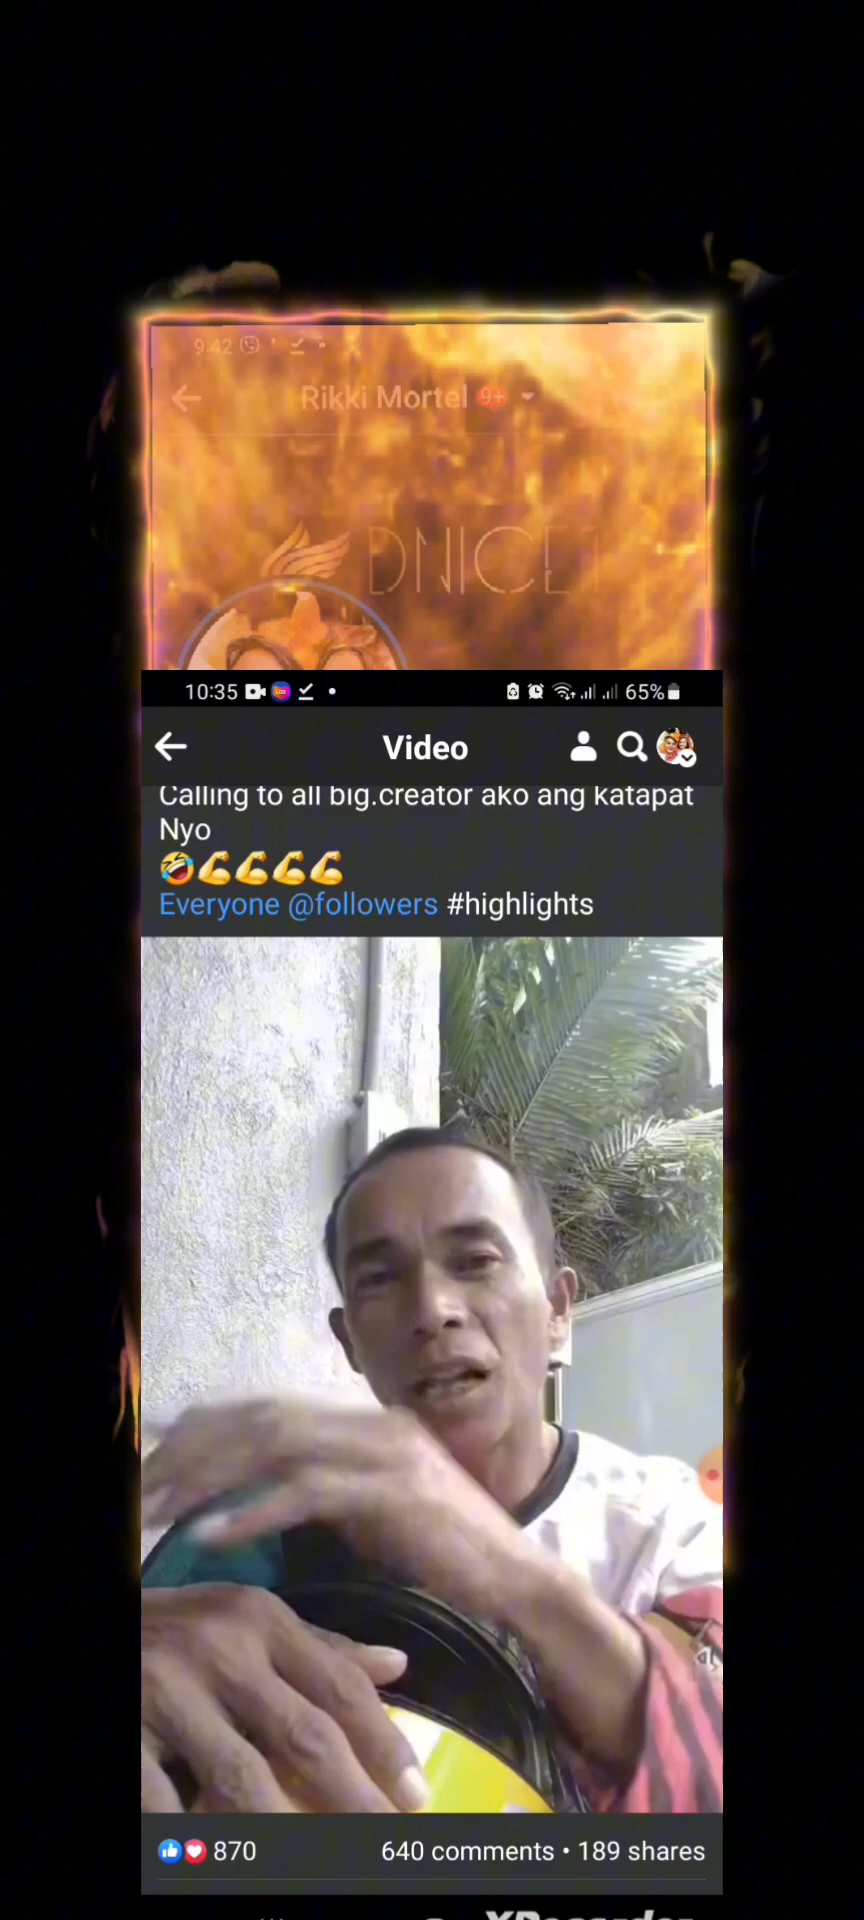 9:42
Rikki Mortel 9+
DNICE
10:35 65%
Video
Calling to all big.creator ako ang katapat
Nyo
🤣💪💪💪💪
Everyone @followers #highlights
870 640 comments • 189 shares
XRecorder